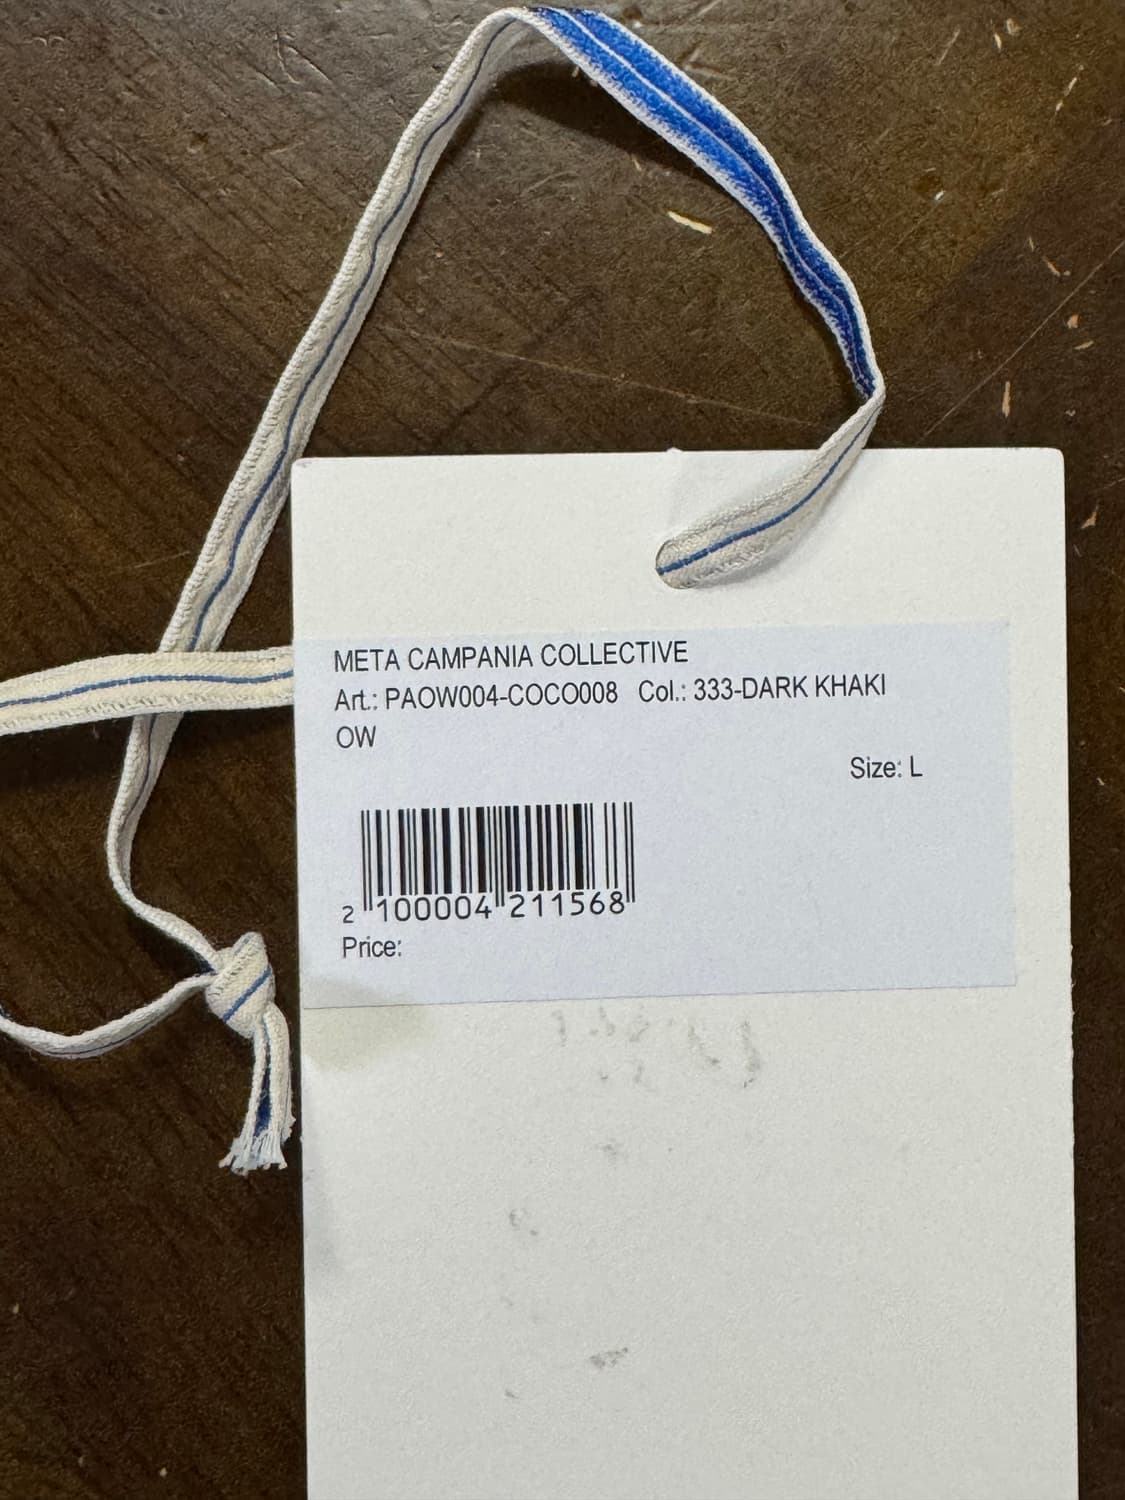 META CAMPANIA COLLECTIVE
Art.: PAOW004-COCO008 Col.: 333-DARK KHAKI
OW
Size: L
2 100004 211568
Price: